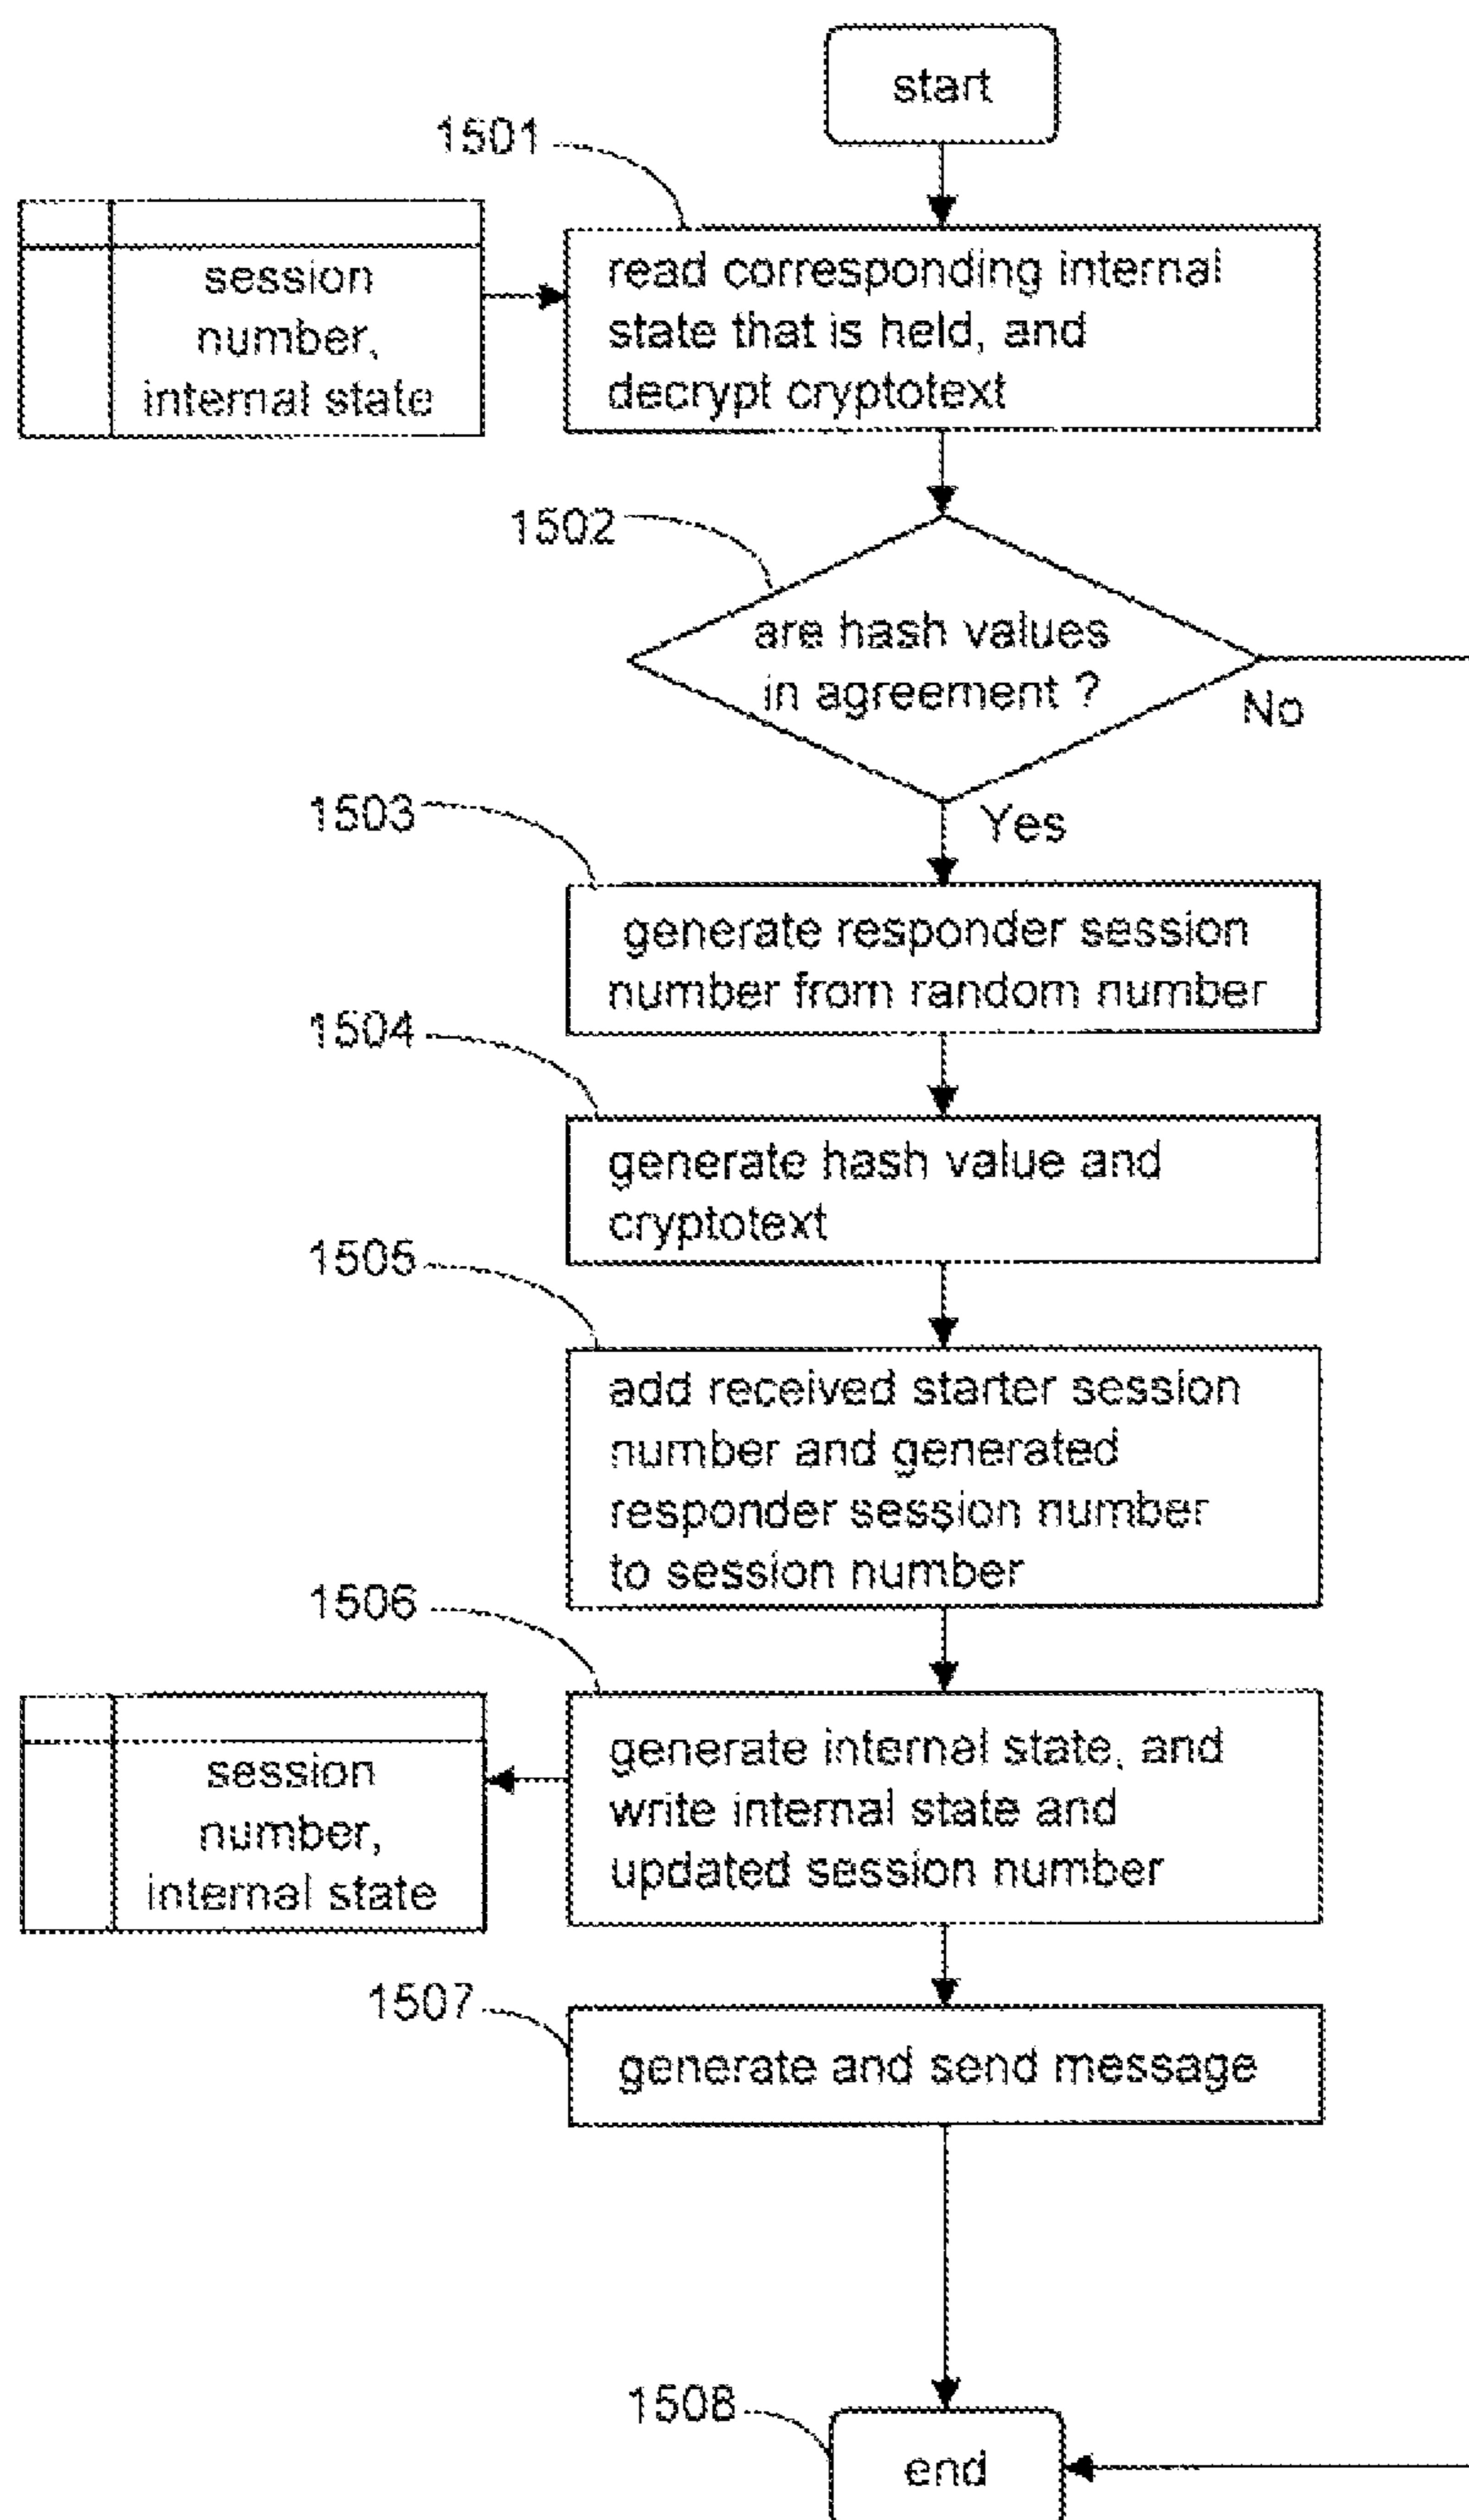 start
1501
session
number,
internal state
read corresponding internal
state that is held, and
decrypt cryptotext
1502
are hash values
in agreement ?
No
Yes
1503
generate responder session
number from random number
1504
generate hash value and
cryptotext
1505
add received starter session
number and generated
responder session number
to session number
1506
session
number,
internal state
generate internal state, and
write internal state and
updated session number
1507
generate and send message
1508
end